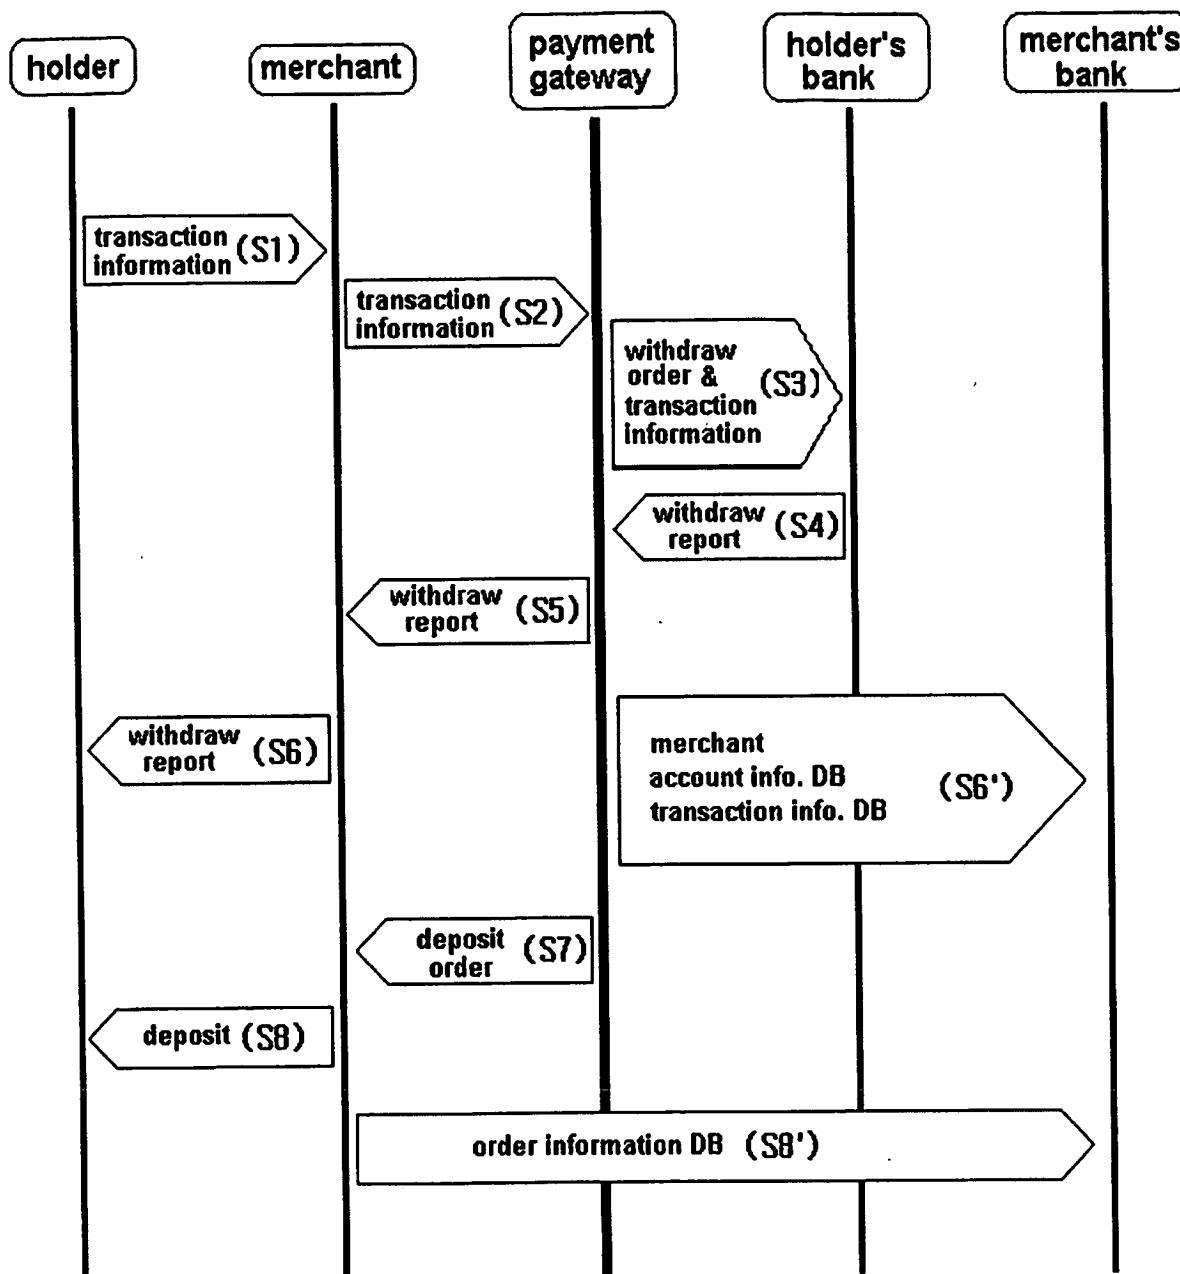 holder
merchant
payment
gateway
holder's
bank
merchant's
bank
transaction
information (S1)
transaction
information (S2)
withdraw
order &
transaction
information
(S3)
withdraw
report (S4)
withdraw
report (S5)
withdraw
report (S6)
merchant
account info. DB
transaction info. DB
(S6')
deposit
order (S7)
deposit (S8)
order information DB (S8')